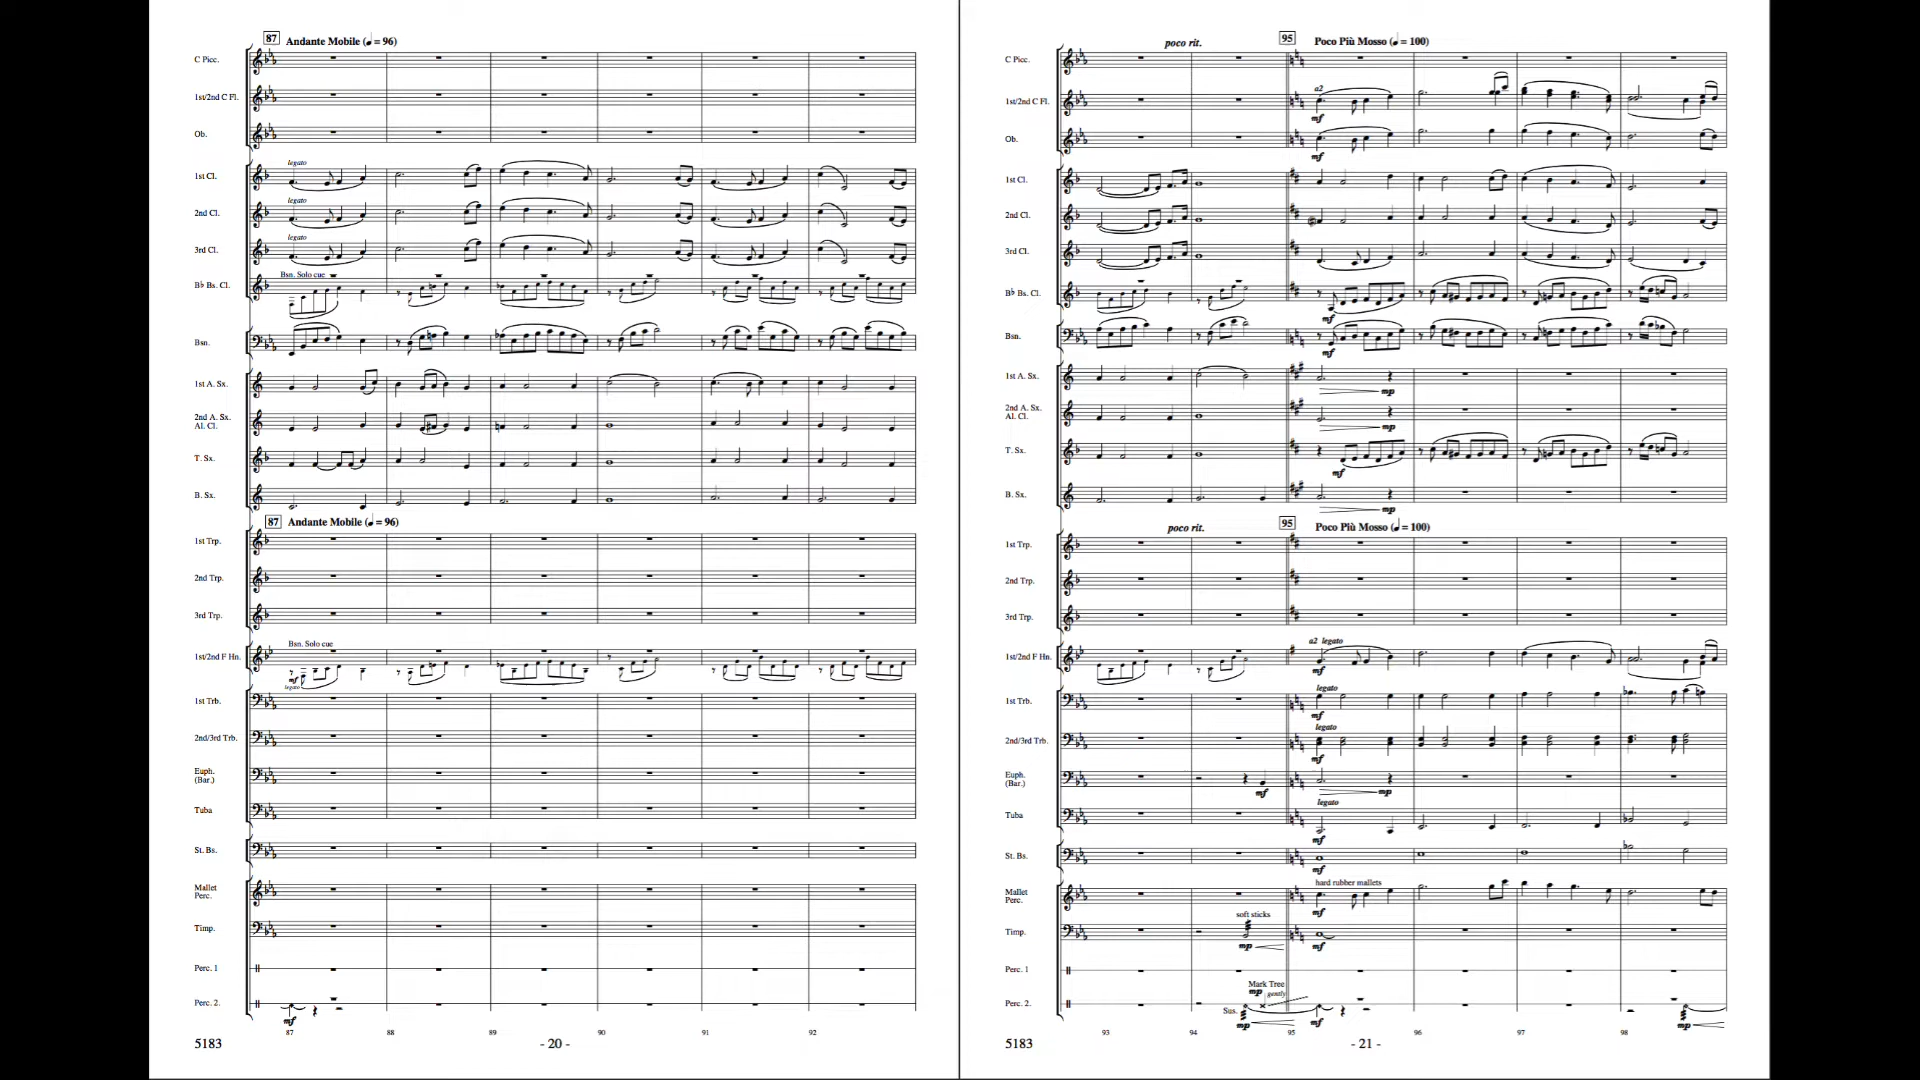 87 Andante Mobile (♩ = 96)
C Picc.
1st/2nd C Fl.
Ob.
legato
1st Cl.
legato
2nd Cl.
legato
3rd Cl.
Bsn. Solo cue
B♭ Bs. Cl.
Bsn.
1st A. Sx.
2nd A. Sx.
Al. Cl.
T. Sx.
B. Sx.
87 Andante Mobile (♩ = 96)
1st Trp.
2nd Trp.
3rd Trp.
Bsn. Solo cue
1st/2nd F Hn.
mf
legato
1st Trb.
2nd/3rd Trb.
Euph.
(Bar.)
Tuba
St. Bs.
Mallet
Perc.
Timp.
Perc. 1
Perc. 2.
mf
87 88 89 90 91 92
5183 - 20 -
poco rit. 95 Poco Più Mosso (♩ = 100)
C Picc.
a2
1st/2nd C Fl.
mf
Ob.
mf
1st Cl.
2nd Cl.
3rd Cl.
B♭ Bs. Cl.
mf
Bsn.
mf
1st A. Sx.
mp
2nd A. Sx.
Al. Cl.
mp
T. Sx.
mf
B. Sx.
mp
poco rit. 95 Poco Più Mosso (♩ = 100)
1st Trp.
2nd Trp.
3rd Trp.
a2 legato
1st/2nd F Hn.
mf
legato
1st Trb.
mf
legato
2nd/3rd Trb.
mf
Euph.
(Bar.)
mf mp
legato
Tuba
mf
St. Bs.
mf
hard rubber mallets
Mallet
Perc.
mf
soft sticks
Timp.
mp mf
Perc. 1
Mark Tree
mp gently
Perc. 2.
Sus.
mp mf mp
93 94 95 96 97 98
5183 - 21 -